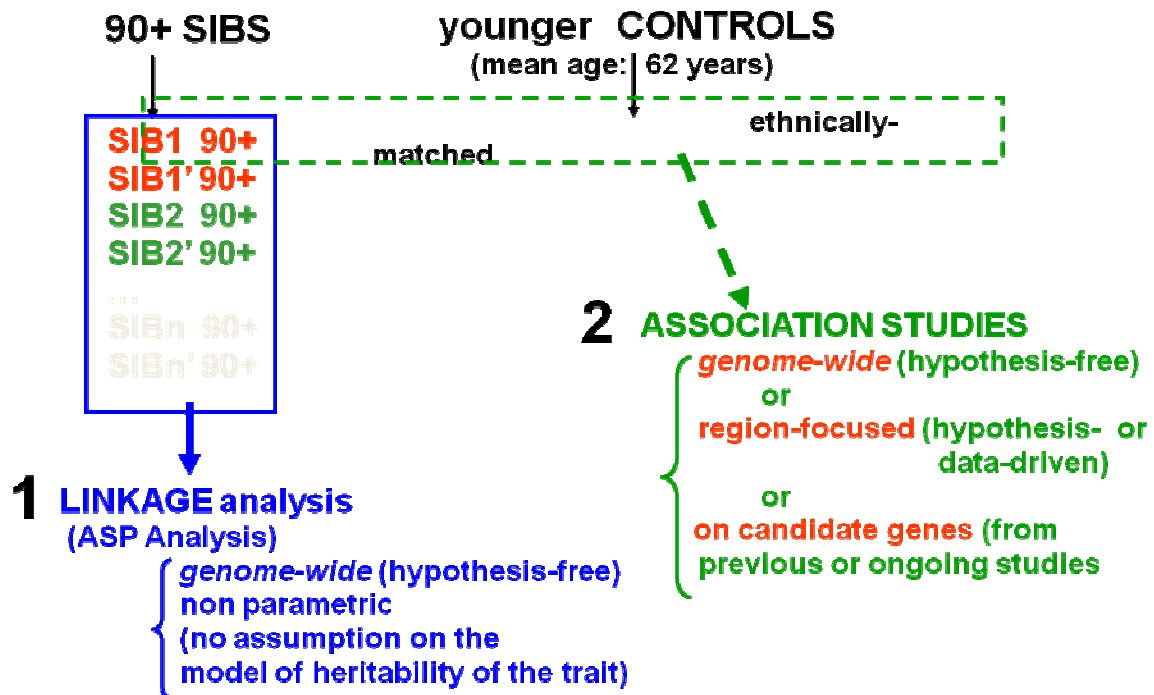 90+ SIBS
younger CONTROLS
(mean age: 62 years)
ethnically-
matched
SIB1 90+
SIB1' 90+
SIB2 90+
SIB2' 90+
...
SIBn 90+
SIBn' 90+
1 LINKAGE analysis
(ASP Analysis)
genome-wide (hypothesis-free)
non parametric
(no assumption on the
model of heritability of the trait)
2 ASSOCIATION STUDIES
genome-wide (hypothesis-free)
or
region-focused (hypothesis- or
data-driven)
or
on candidate genes (from
previous or ongoing studies